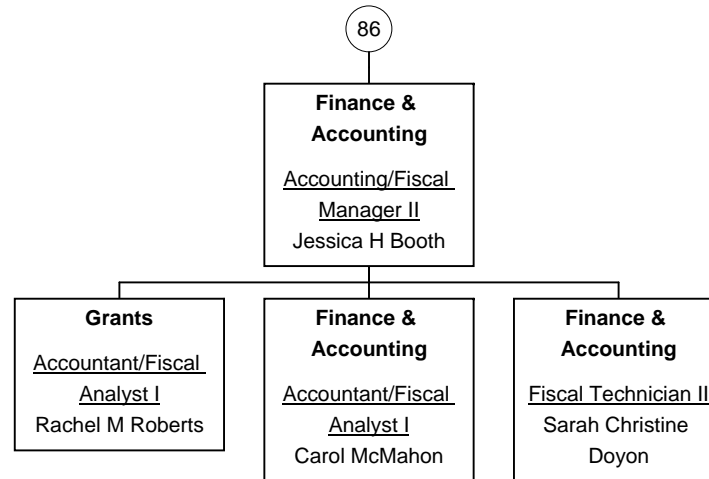 86
Finance &
Accounting
Accounting/Fiscal
Manager II
Jessica H Booth
Grants
Accountant/Fiscal
Analyst I
Rachel M Roberts
Finance &
Accounting
Accountant/Fiscal
Analyst I
Carol McMahon
Finance &
Accounting
Fiscal Technician II
Sarah Christine
Doyon